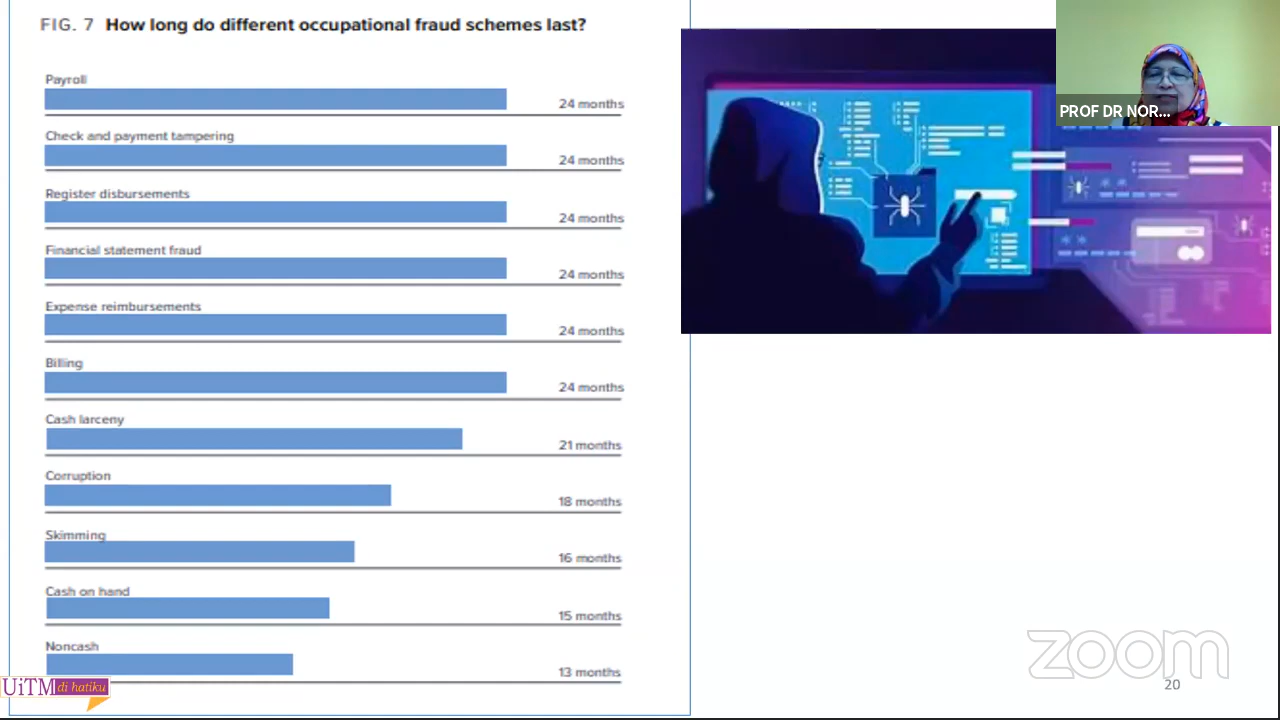 FIG. 7 How long do different occupational fraud schemes last?
Payroll
24 months
Check and payment tampering
24 months
Register disbursements
24 months
Financial statement fraud
24 months
Expense reimbursements
24 months
Billing
24 months
Cash larceny
21 months
Corruption
18 months
Skimming
16 months
Cash on hand
15 months
Noncash
13 months
PROF DR NOR...
UiTM di hatiku
zoom
20